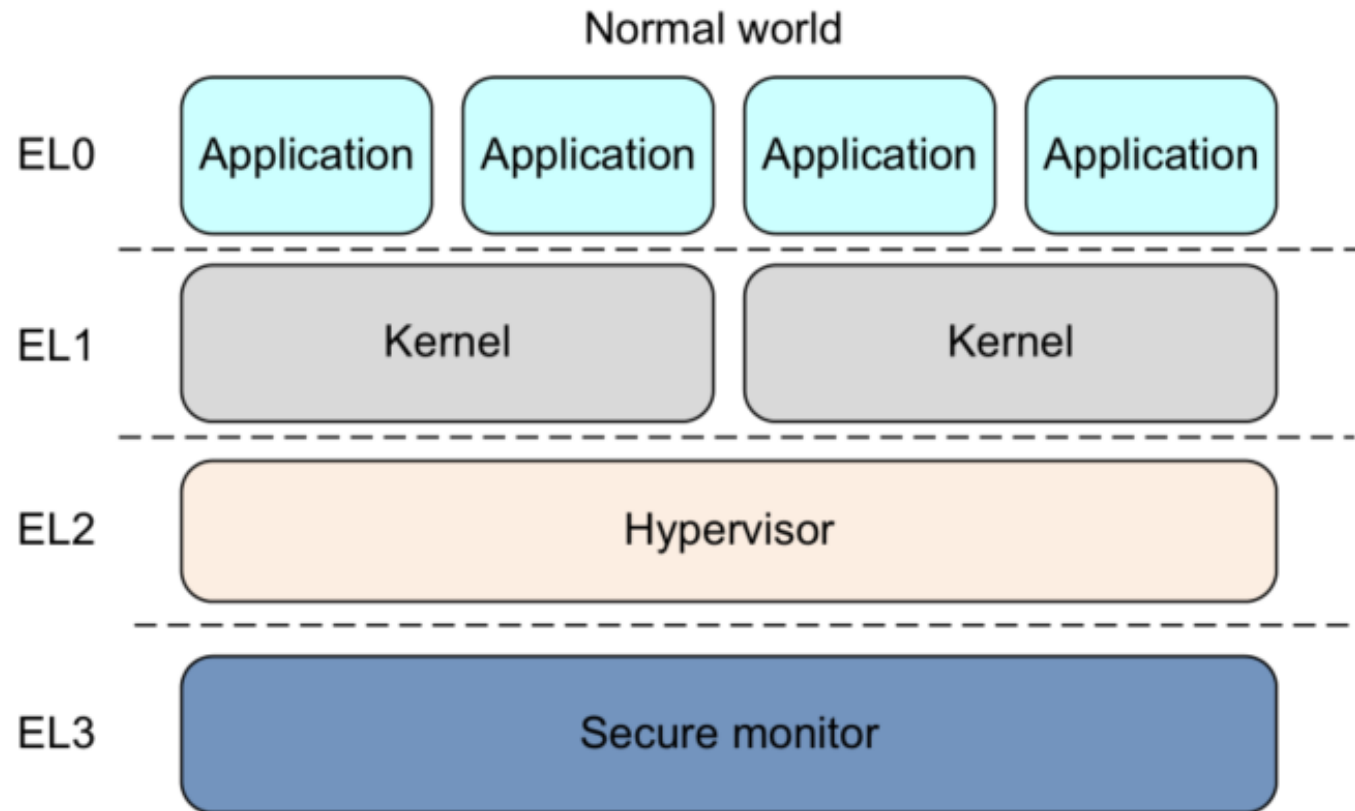 Normal world
EL0 Application Application Application Application
EL1 Kernel Kernel
EL2 Hypervisor
EL3 Secure monitor